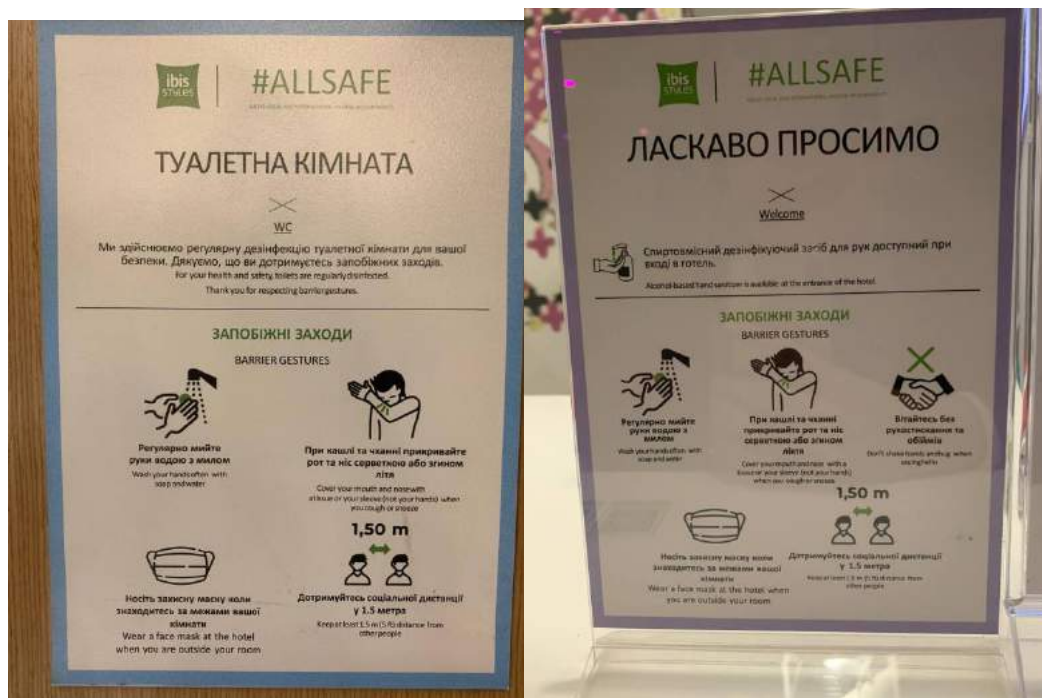 ibis
STYLES
#ALLSAFE
ТУАЛЕТНА КІМНАТА
WC
Ми здійснюємо регулярну дезінфекцію туалетної кімнати для вашої
безпеки. Дякуємо, що ви дотримуєтесь запобіжних заходів.
For your health and safety, toilets are regularly disinfected.
Thank you for respecting barrier gestures.
ЗАПОБІЖНІ ЗАХОДИ
BARRIER GESTURES
Регулярно мийте
руки водою з
милом
Wash your hands often with
soap and water
При кашлі та чханні прикривайте
рот та ніс серветкою або згином
літя
Cover your mouth and nose with
a tissue or your sleeve (not your hands) when
you cough or sneeze
Носіть захисну маску коли
знаходитесь за межами вашої
кімнати
Wear a face mask at the hotel
when you are outside your room
1,50 m
Дотримуйтесь соціальної дистанції
у 1.5 метра
Keep at least 1.5 m (5 ft) distance from
other people
ibis
STYLES
#ALLSAFE
ЛАСКАВО ПРОСИМО
Welcome
Спиртовмісний дезінфікуючий засіб для рук доступний при
вході в готель.
Alcohol-based hand sanitizer is available at the entrance of the hotel.
ЗАПОБІЖНІ ЗАХОДИ
BARRIER GESTURES
Регулярно мийте
руки водою з
милом
Wash your hands often with
soap and water
При кашлі та чханні
прикривайте рот та ніс
серветкою або згином
ліктя
Cover your mouth and nose with a
tissue or your sleeve (not your hands)
when you cough or sneeze
Вітайтесь без
рукостискання та
обіймів
Don't shake hands and hug when
saying hello
Носіть захисну маску коли
знаходитесь за межами вашої
кімнати
Wear a face mask at the hotel when
you are outside your room
1,50 m
Дотримуйтесь соціальної дистанції
у 1.5 метра
Keep at least 1.5 m (5 ft) distance from
other people